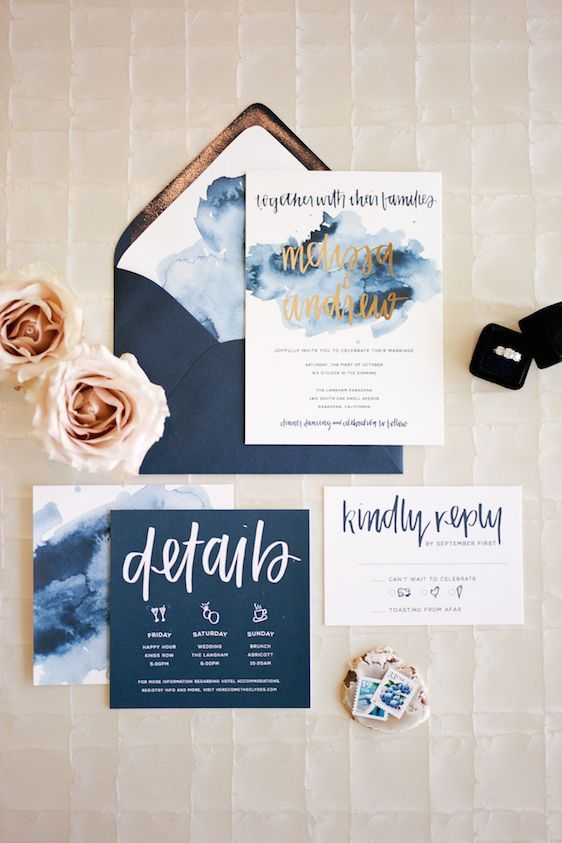 together with their families
melissa
&
andrew
JOYFULLY INVITE YOU TO CELEBRATE THEIR MARRIAGE
SATURDAY, THE FIRST OF OCTOBER
SIX O'CLOCK IN THE EVENING
THE LANGHAM PASADENA
1401 SOUTH OAK KNOLL AVENUE
PASADENA, CALIFORNIA
dinner dancing and celebration to follow
details
FRIDAY
HAPPY HOUR
KINGS ROW
5:00PM
SATURDAY
WEDDING
THE LANGHAM
6:00PM
SUNDAY
BRUNCH
ABRICOTT
10:00AM
FOR MORE INFORMATION REGARDING HOTEL ACCOMMODATIONS,
REGISTRY INFO AND MORE, VISIT HERECOMETHECLYDES.COM
kindly reply
BY SEPTEMBER FIRST
CAN'T WAIT TO CELEBRATE
TOASTING FROM AFAR
19